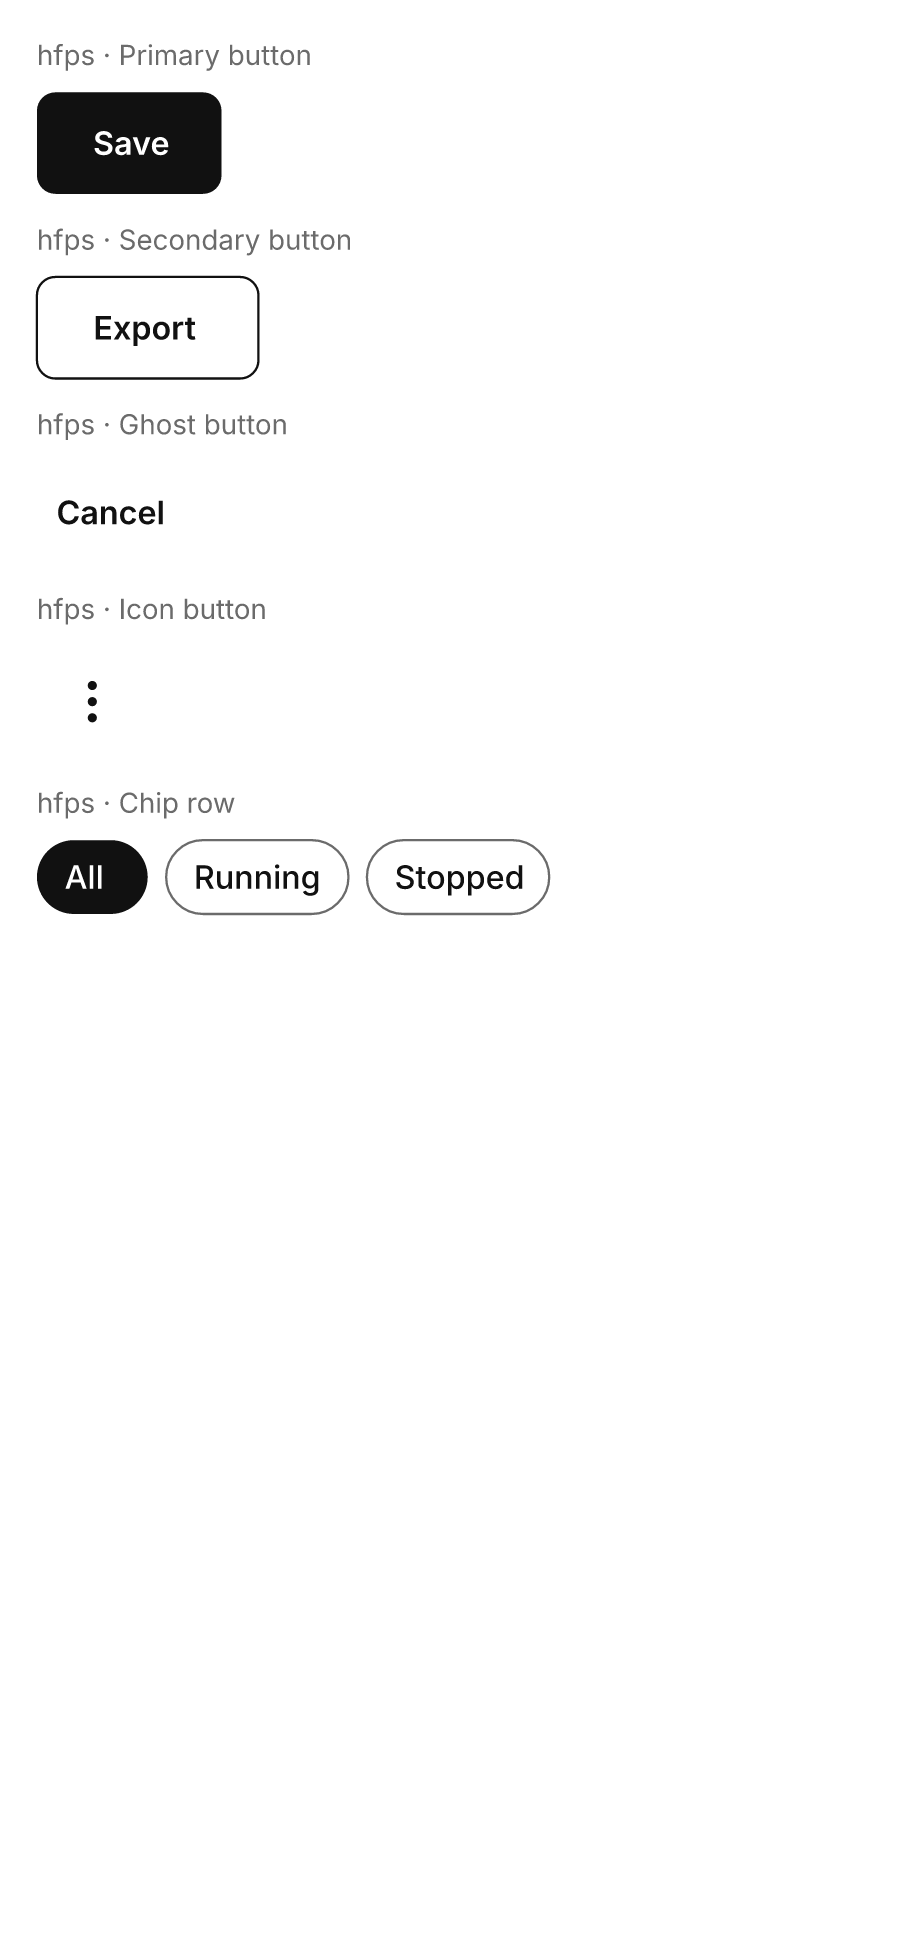 hfps · Primary button
Save
hfps · Secondary button
Export
hfps · Ghost button
Cancel
hfps · Icon button
hfps · Chip row
All Running Stopped